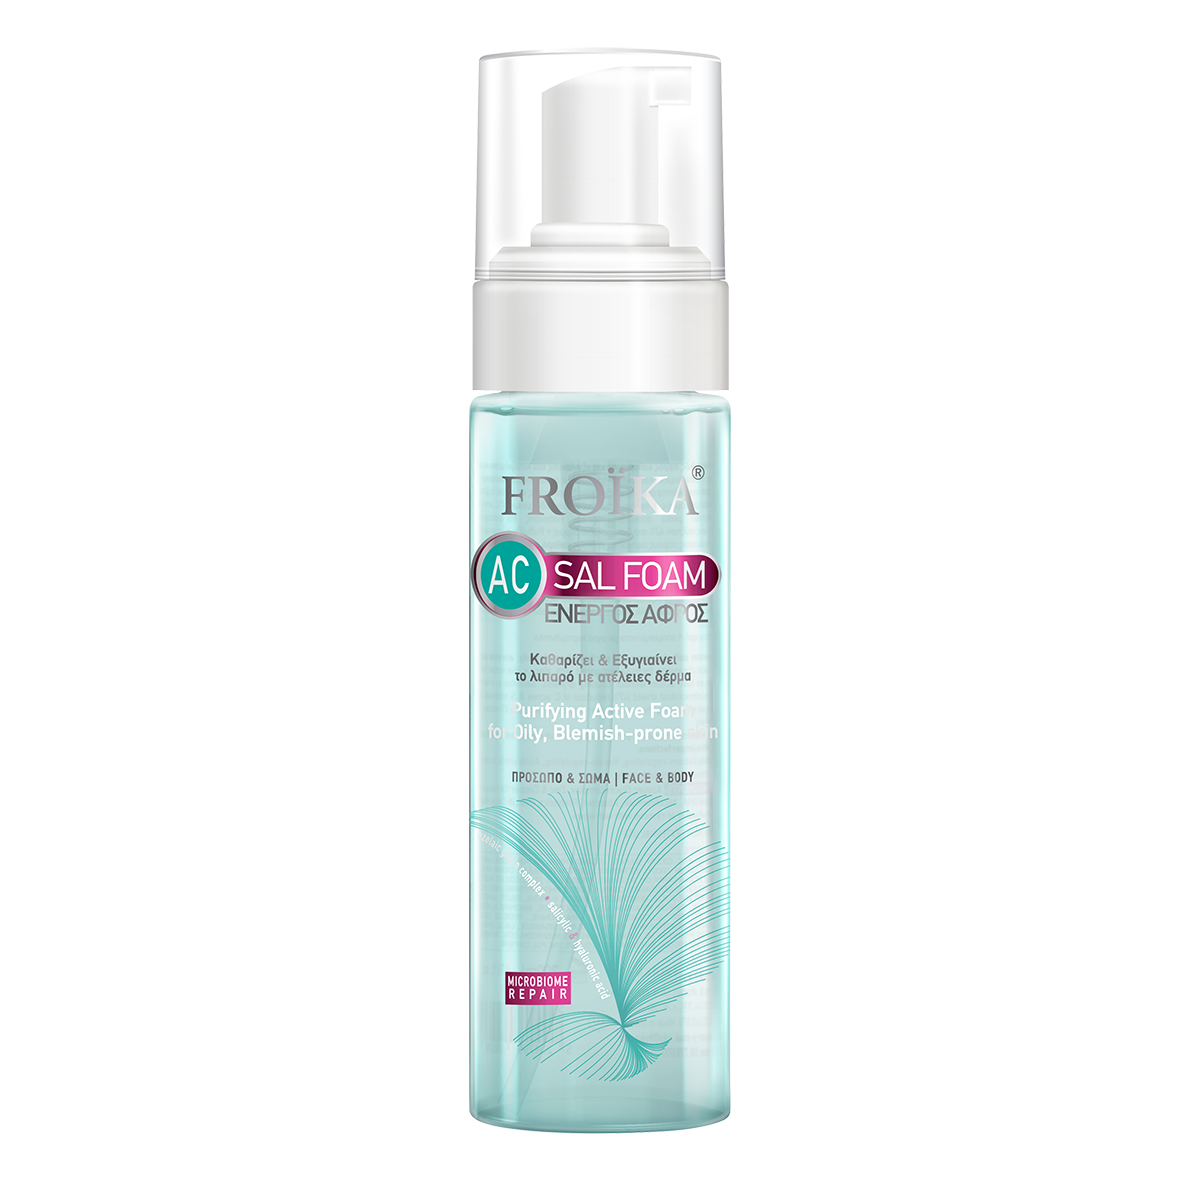 FROÏKA®
AC SAL FOAM
ΕΝΕΡΓΟΣ ΑΦΡΟΣ
Καθαρίζει & Εξυγιαίνει
το λιπαρό με ατέλειες δέρμα
Purifying Active Foam
for Oily, Blemish-prone skin
ΠΡΟΣΩΠΟ & ΣΩΜΑ | FACE & BODY
complex • salicylic & hyaluronic acid
MICROBIOME
REPAIR